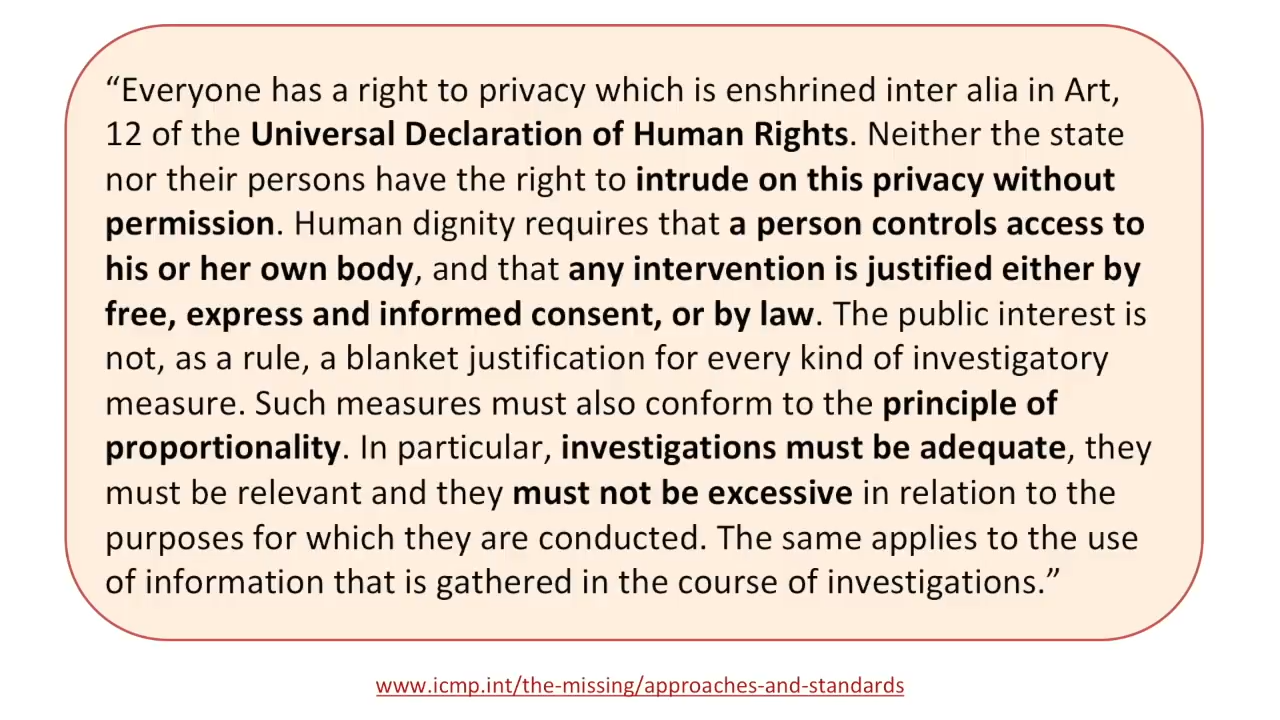 “Everyone has a right to privacy which is enshrined inter alia in Art,
12 of the Universal Declaration of Human Rights. Neither the state
nor their persons have the right to intrude on this privacy without
permission. Human dignity requires that a person controls access to
his or her own body, and that any intervention is justified either by
free, express and informed consent, or by law. The public interest is
not, as a rule, a blanket justification for every kind of investigatory
measure. Such measures must also conform to the principle of
proportionality. In particular, investigations must be adequate, they
must be relevant and they must not be excessive in relation to the
purposes for which they are conducted. The same applies to the use
of information that is gathered in the course of investigations.”
www.icmp.int/the-missing/approaches-and-standards